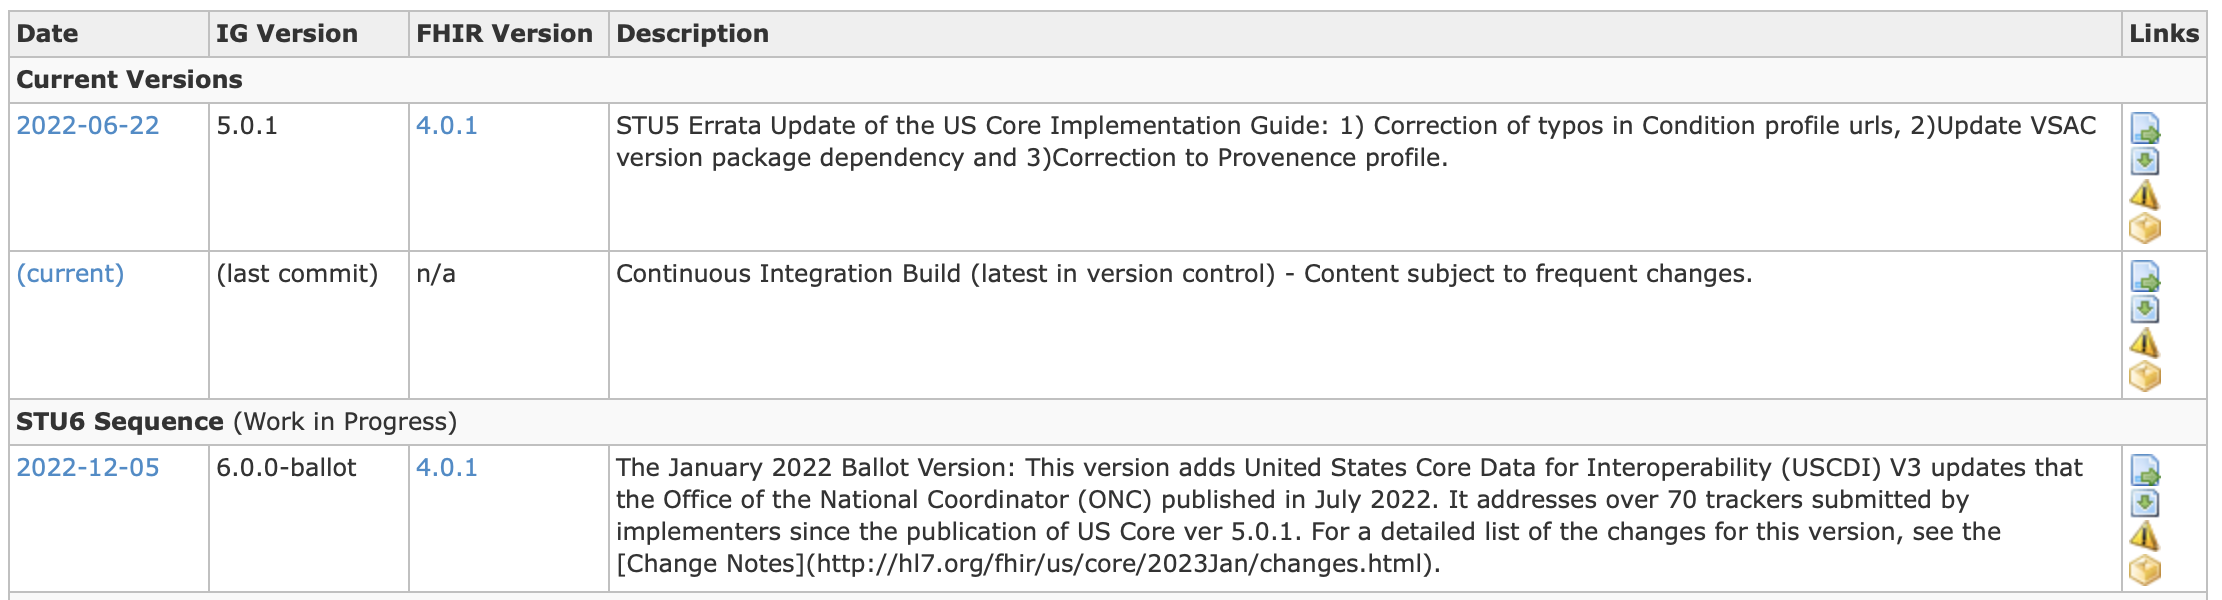 Date IG Version FHIR Version Description Links
Current Versions
2022-06-22 5.0.1 4.0.1 STU5 Errata Update of the US Core Implementation Guide: 1) Correction of typos in Condition profile urls, 2)Update VSAC
version package dependency and 3)Correction to Provenence profile.
(current) (last commit) n/a Continuous Integration Build (latest in version control) - Content subject to frequent changes.
STU6 Sequence (Work in Progress)
2022-12-05 6.0.0-ballot 4.0.1 The January 2022 Ballot Version: This version adds United States Core Data for Interoperability (USCDI) V3 updates that
the Office of the National Coordinator (ONC) published in July 2022. It addresses over 70 trackers submitted by
implementers since the publication of US Core ver 5.0.1. For a detailed list of the changes for this version, see the
[Change Notes](http://hl7.org/fhir/us/core/2023Jan/changes.html).